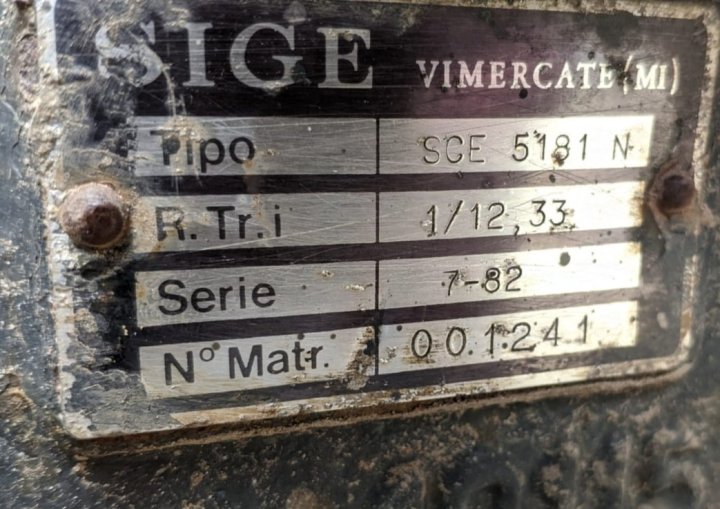 SIGE VIMERCATE (MI)
Tipo SCE 5181 N
R. Tr. i 1/12,33
Serie 7-82
N° Matr. 001241